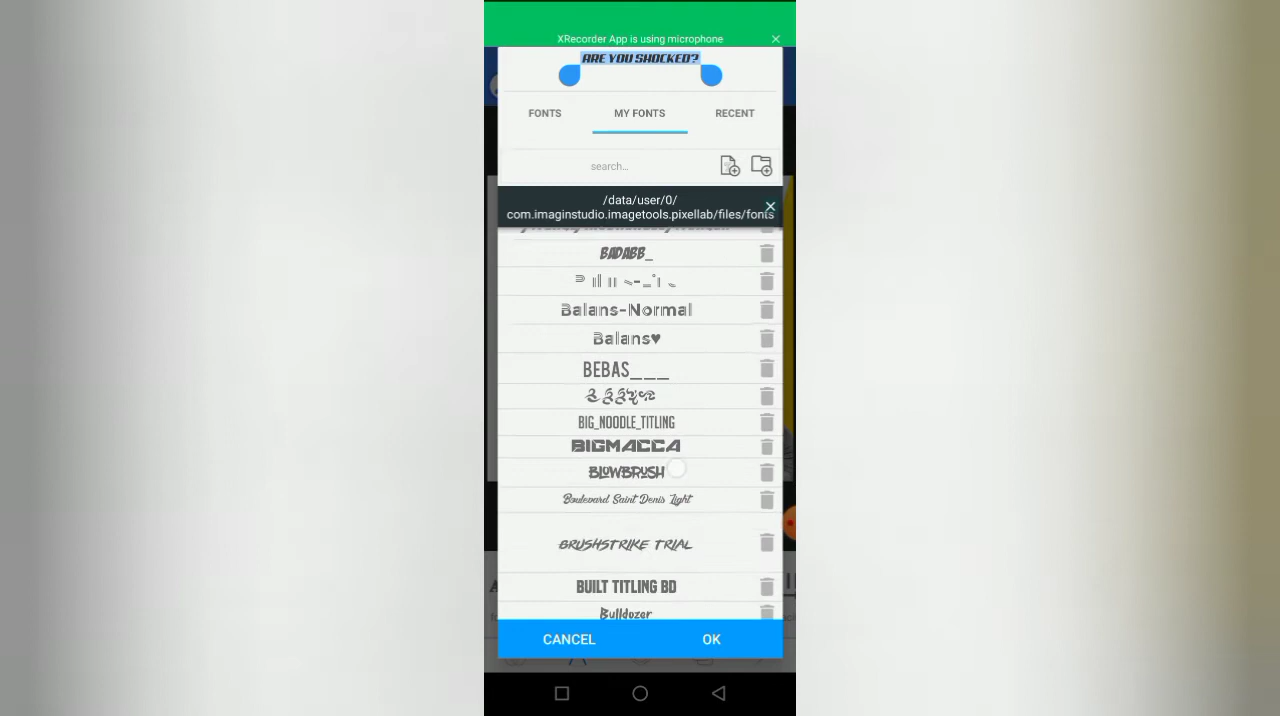 XRecorder App is using microphone
ARE YOU SHOCKED?
FONTS MY FONTS RECENT
search...
/data/user/0/
com.imaginstudio.imagetools.pixellab/files/fonts
BADABB_
Balans-Normal
Balans♥
BEBAS___
BIG_NOODLE_TITLING
BIGMACCA
BLOWBRUSH
Boulevard Saint Denis Light
BRUSHSTRIKE TRIAL
BUILT TITLING BD
Bulldozer
CANCEL OK